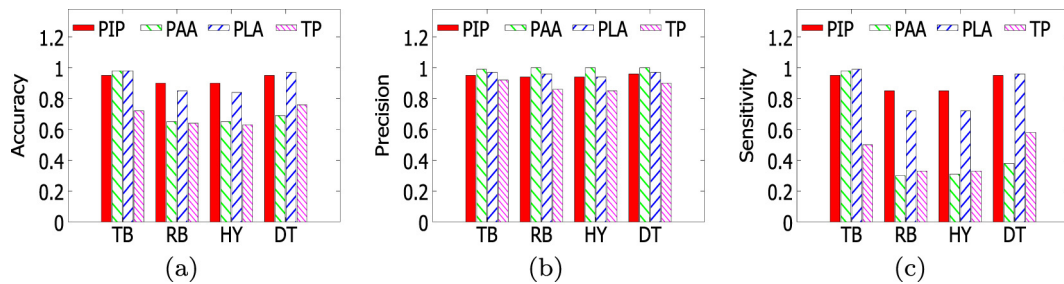 PIP PAA PLA TP
1.2
1
0.8
0.6
0.4
0.2
0
Accuracy
TB RB HY DT
(a)
PIP PAA PLA TP
1.2
1
0.8
0.6
0.4
0.2
0
Precision
TB RB HY DT
(b)
PIP PAA PLA TP
1.2
1
0.8
0.6
0.4
0.2
0
Sensitivity
TB RB HY DT
(c)